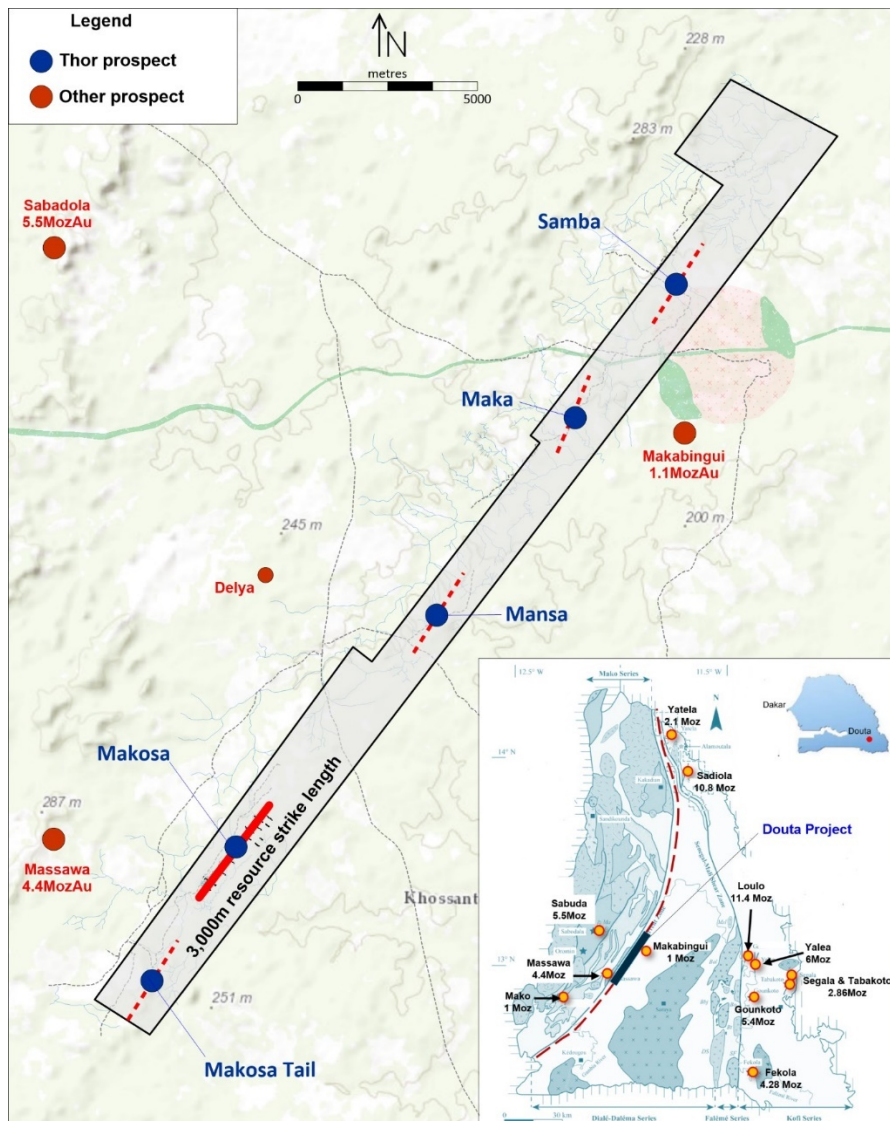 Legend
Thor prospect
Other prospect
N
metres
0
5000
228 m
283 m
Sabadola
5.5MozAu
Samba
Maka
Makabingui
1.1MozAu
245 m
200 m
Delya
Mansa
Makosa
287 m
Massawa
4.4MozAu
3,000m resource strike length
Khossant
251 m
Makosa Tail
12.5° W
11.5° W
Mako Series
N
Yatela
2.1 Moz
14° N
Sadiola
10.8 Moz
Dakar
Douta
Douta Project
Sabuda
5.5Moz
Loulo
11.4 Moz
Makabingui
1 Moz
Yalea
6Moz
13° N
Massawa
4.4Moz
Segala & Tabakoto
2.86Moz
Mako
1 Moz
Gounkoto
5.4Moz
Fekola
4.28 Moz
0
30 km
Dialé-Daléma Series
Falémé Series
Kofi Series